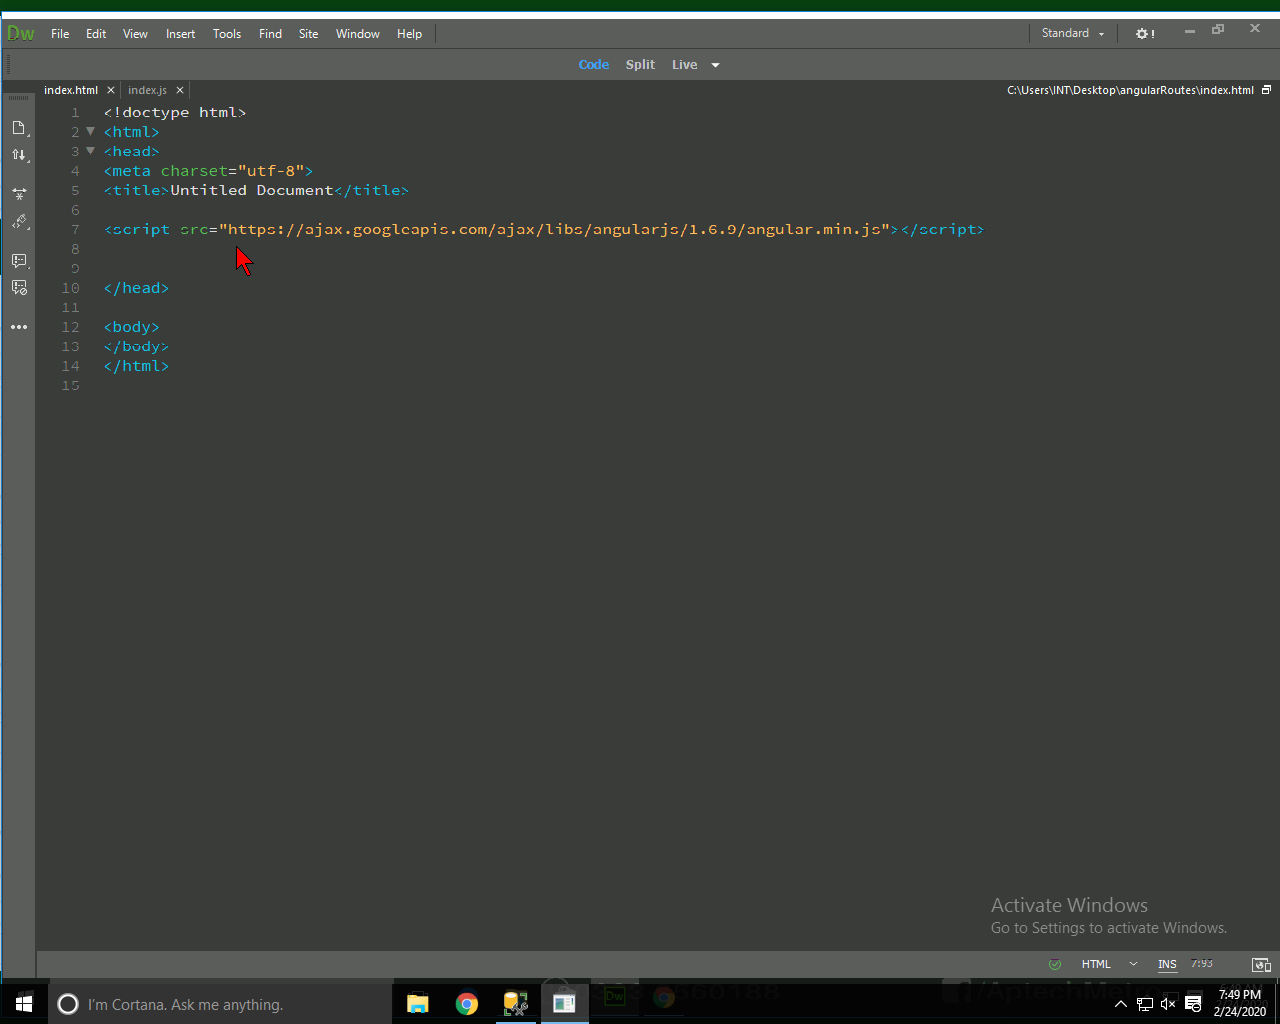 Dw File Edit View Insert Tools Find Site Window Help Standard
Code Split Live
index.html index.js C:\Users\INT\Desktop\angularRoutes\index.html
1 <!doctype html>
2 <html>
3 <head>
4 <meta charset="utf-8">
5 <title>Untitled Document</title>
6
7 <script src="https://ajax.googleapis.com/ajax/libs/angularjs/1.6.9/angular.min.js"></script>
8
9
10 </head>
11
12 <body>
13 </body>
14 </html>
15
Activate Windows
Go to Settings to activate Windows.
HTML INS 7:93
I'm Cortana. Ask me anything.
7:49 PM
2/24/2020